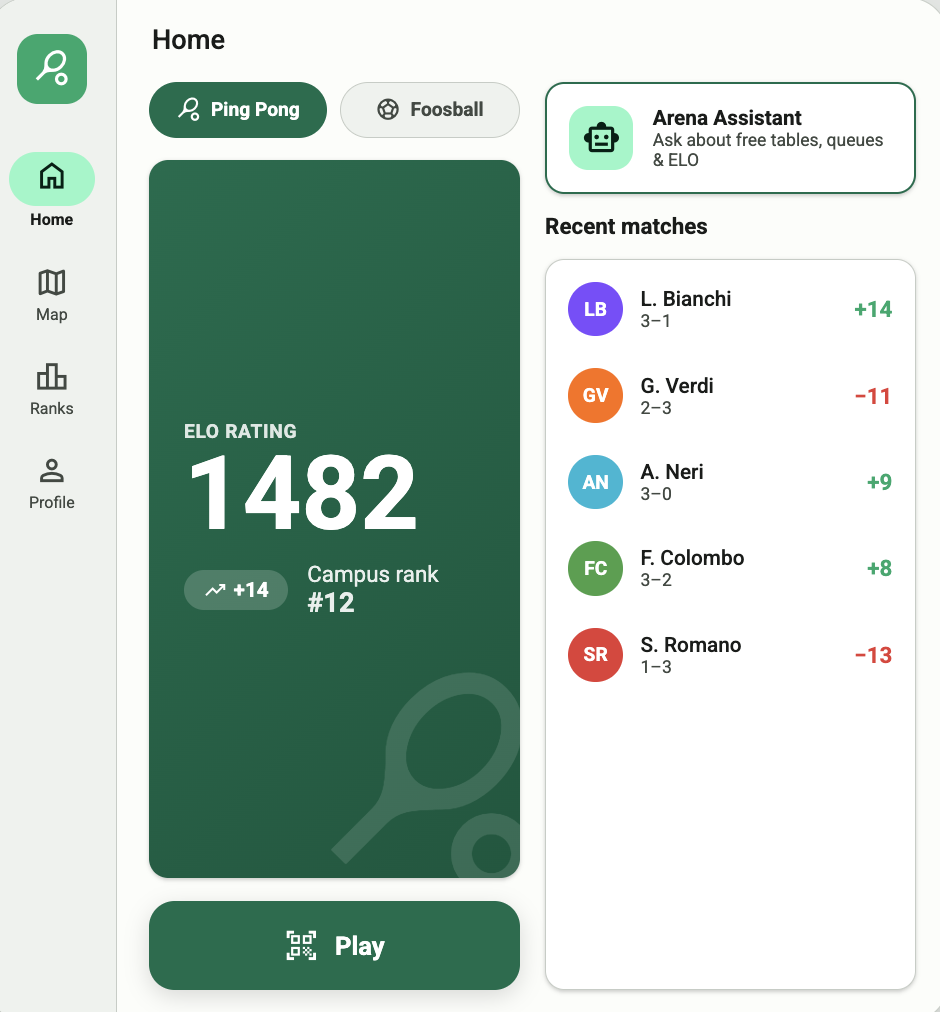 Home
Home
Map
Ranks
Profile
Ping Pong
Foosball
ELO RATING
1482
+14
Campus rank
#12
Play
Arena Assistant
Ask about free tables, queues
& ELO
Recent matches
LB
L. Bianchi
3–1
+14
GV
G. Verdi
2–3
−11
AN
A. Neri
3–0
+9
FC
F. Colombo
3–2
+8
SR
S. Romano
1–3
−13